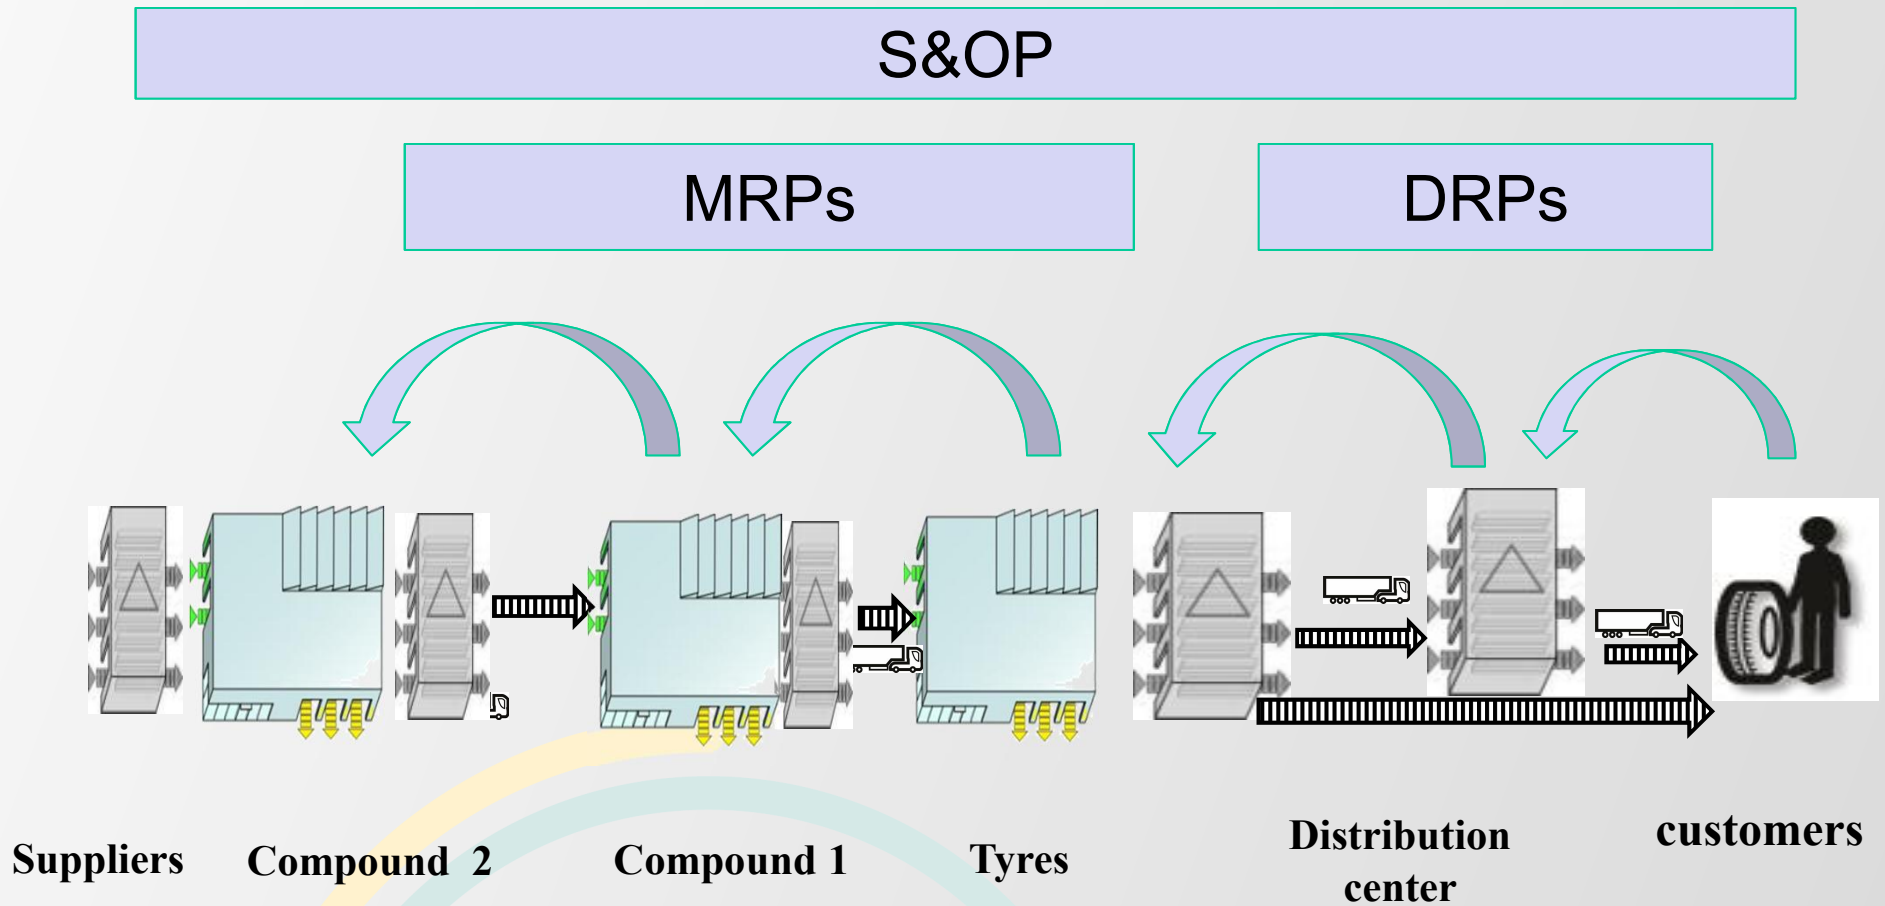 S&OP
MRPs
DRPs
Suppliers
Compound 2
Compound 1
Tyres
Distribution
center
customers